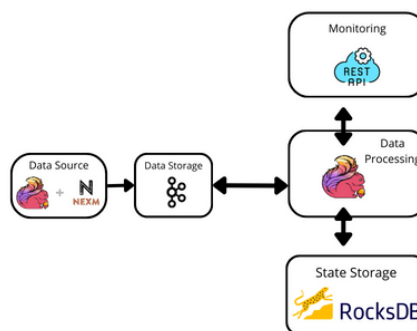 Monitoring
REST
API
Data
Processing
Data Source
+
N
NEXM
Data Storage
State Storage
RocksDB